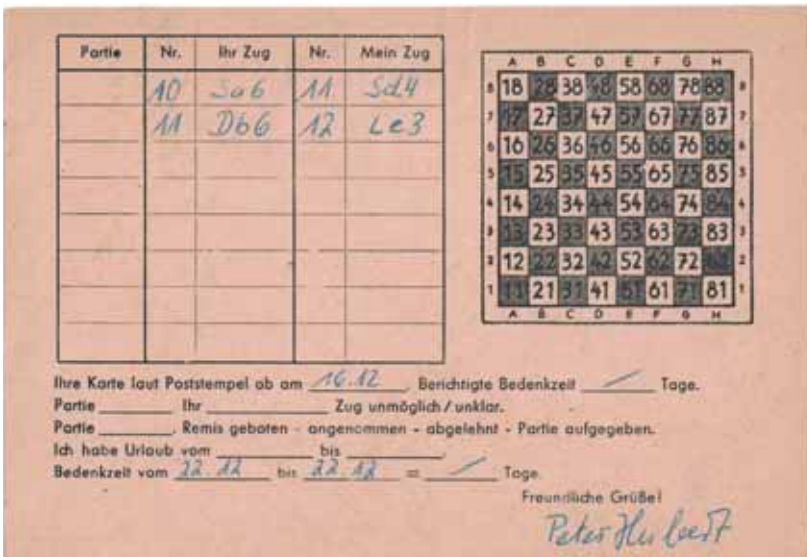 Partie Nr. Ihr Zug Nr. Mein Zug
10 Sa6 11 Sd4
11 Db6 12 Le3
A B C D E F G H
8 18 28 38 48 58 68 78 88 8
7 17 27 37 47 57 67 77 87 7
6 16 26 36 46 56 66 76 86 6
5 15 25 35 45 55 65 75 85 5
4 14 24 34 44 54 64 74 84 4
3 13 23 33 43 53 63 73 83 3
2 12 22 32 42 52 62 72 82 2
1 11 21 31 41 51 61 71 81 1
A B C D E F G H
Ihre Karte laut Poststempel ab am 16.12 Berichtigte Bedenkzeit / Tage.
Partie Ihr Zug unmöglich/unklar.
Partie . Remis geboten - angenommen - abgelehnt - Partie aufgegeben.
Ich habe Urlaub vom bis .
Bedenkzeit vom 22.12 bis 22.12 = / Tage
Freundliche Grüße!
Peter